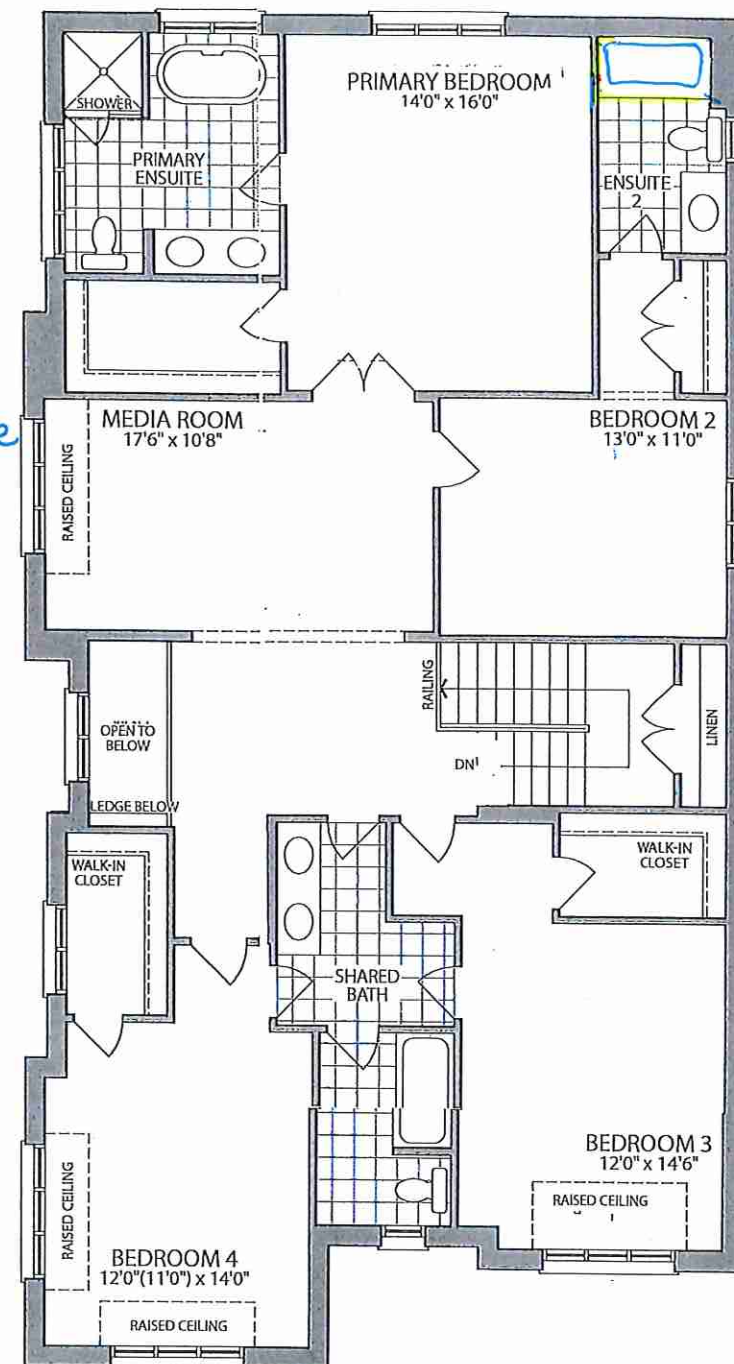 PRIMARY BEDROOM
14'0" x 16'0"
SHOWER
PRIMARY
ENSUITE
ENSUITE
2
MEDIA ROOM
17'6" x 10'8"
RAISED CEILING
BEDROOM 2
13'0" x 11'0"
RAILING
OPEN TO
BELOW
DN
LINEN
LEDGE BELOW
WALK-IN
CLOSET
WALK-IN
CLOSET
SHARED
BATH
BEDROOM 3
12'0" x 14'6"
RAISED CEILING
RAISED CEILING
BEDROOM 4
12'0"(11'0") x 14'0"
RAISED CEILING